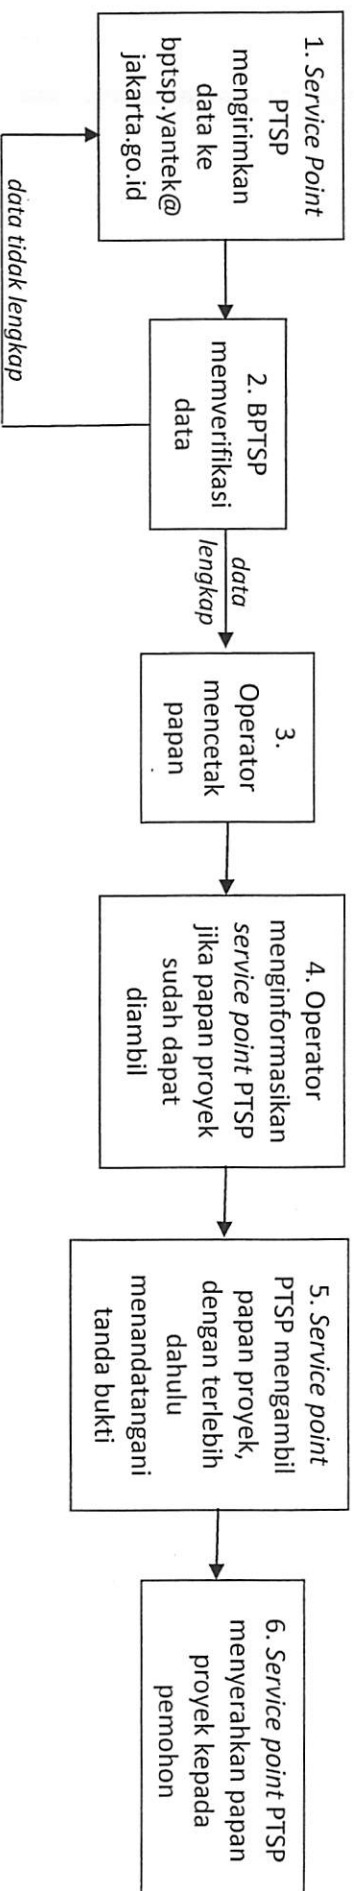 1. Service Point
PTSP
mengirimkan
data ke
bptsp.yantek@
jakarta.go.id
data tidak lengkap
2. BPTSP
memverifikasi
data
data
lengkap
3.
Operator
mencetak
papan
4. Operator
menginformasikan
service point PTSP
jika papan proyek
sudah dapat
diambil
5. Service point
PTSP mengambil
papan proyek,
dengan terlebih
dahulu
menandatangani
tanda bukti
6. Service point PTSP
menyerahkan papan
proyek kepada
pemohon